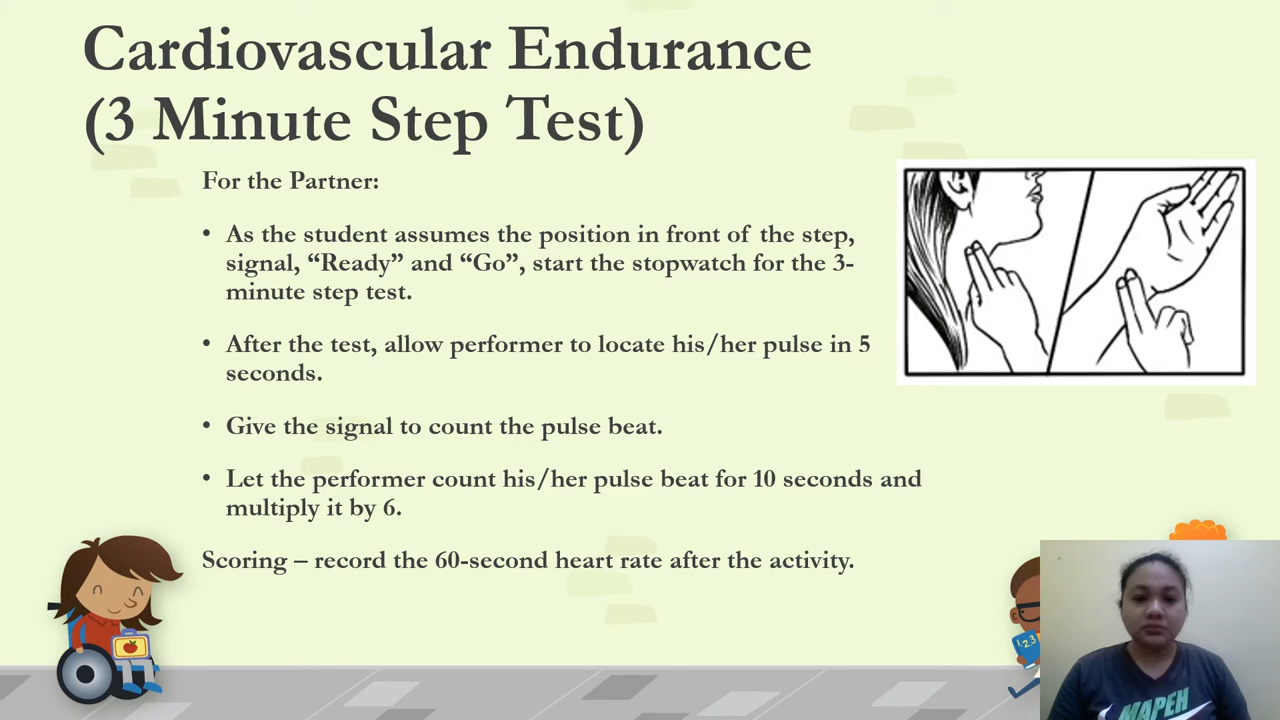 Cardiovascular Endurance
(3 Minute Step Test)
For the Partner:
• As the student assumes the position in front of the step,
signal, “Ready” and “Go”, start the stopwatch for the 3-
minute step test.
• After the test, allow performer to locate his/her pulse in 5
seconds.
• Give the signal to count the pulse beat.
• Let the performer count his/her pulse beat for 10 seconds and
multiply it by 6.
Scoring – record the 60-second heart rate after the activity.
123
MAPEH